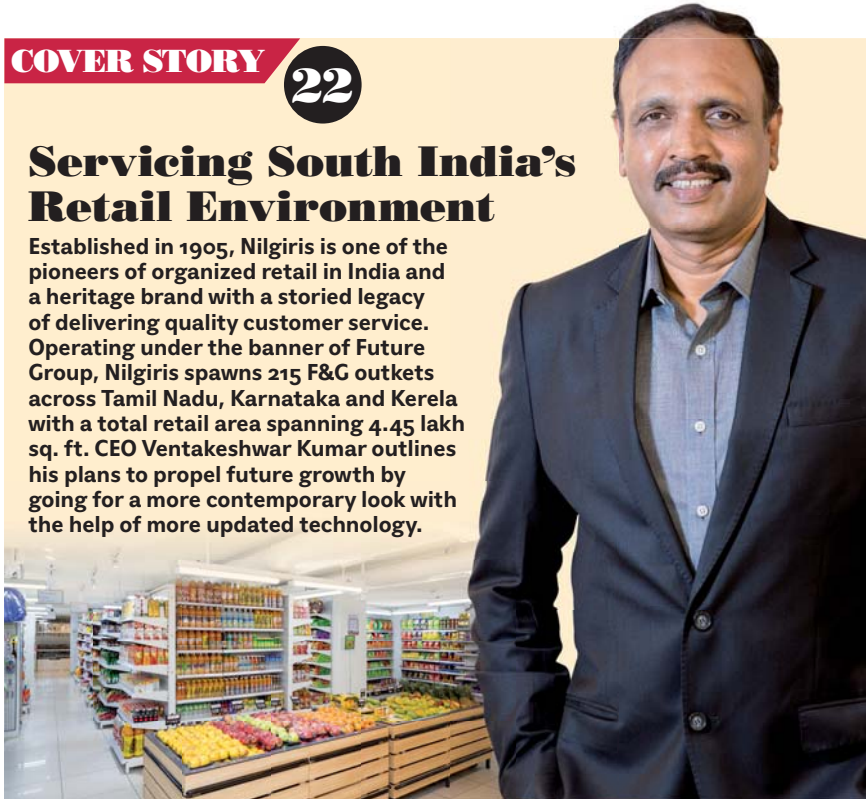 COVER STORY
22
Servicing South India’s
Retail Environment
Established in 1905, Nilgiris is one of the
pioneers of organized retail in India and
a heritage brand with a storied legacy
of delivering quality customer service.
Operating under the banner of Future
Group, Nilgiris spawns 215 F&G outkets
across Tamil Nadu, Karnataka and Kerela
with a total retail area spanning 4.45 lakh
sq. ft. CEO Ventakeshwar Kumar outlines
his plans to propel future growth by
going for a more contemporary look with
the help of more updated technology.